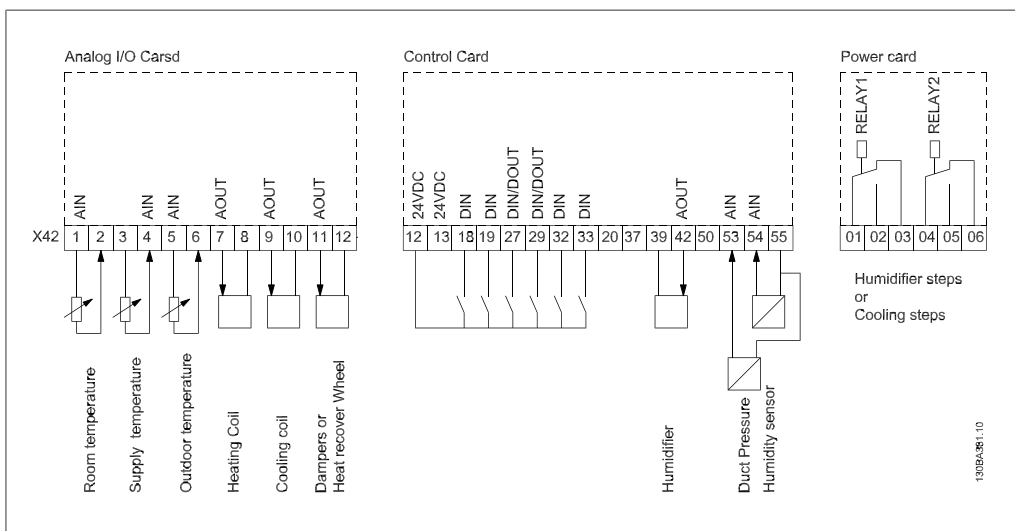 Analog I/O Carsd
Control Card
Power card
AIN
AIN
AIN
AOUT
AOUT
AOUT
24VDC
24VDC
DIN
DIN
DIN/DOUT
DIN/DOUT
DIN
DIN
AOUT
AIN
AIN
RELAY1
RELAY2
X42
1 2 3 4 5 6 7 8 9 10 11 12
12 13 18 19 27 29 32 33 20 37 39 42 50 53 54 55
01 02 03 04 05 06
Humidifier steps
or
Cooling steps
Room temperature
Supply temperature
Outdoor temperature
Heating Coil
Cooling coil
Dampers or
Heat recover Wheel
Humidifier
Duct Pressure
Humidity sensor
130BA381.10